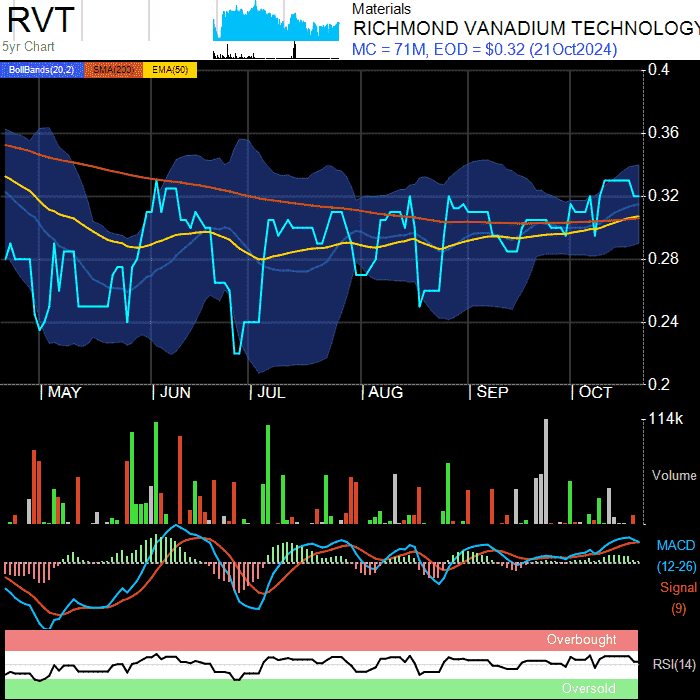 RVT
5yr Chart
Materials
RICHMOND VANADIUM TECHNOLOGY
MC = 71M, EOD = $0.32 (21Oct2024)
BollBands(20,2) SMA(200) EMA(50)
0.4
0.36
0.32
0.28
0.24
0.2
MAY JUN JUL AUG SEP OCT
114k
Volume
MACD
(12-26)
Signal
(9)
Overbought
RSI(14)
Oversold